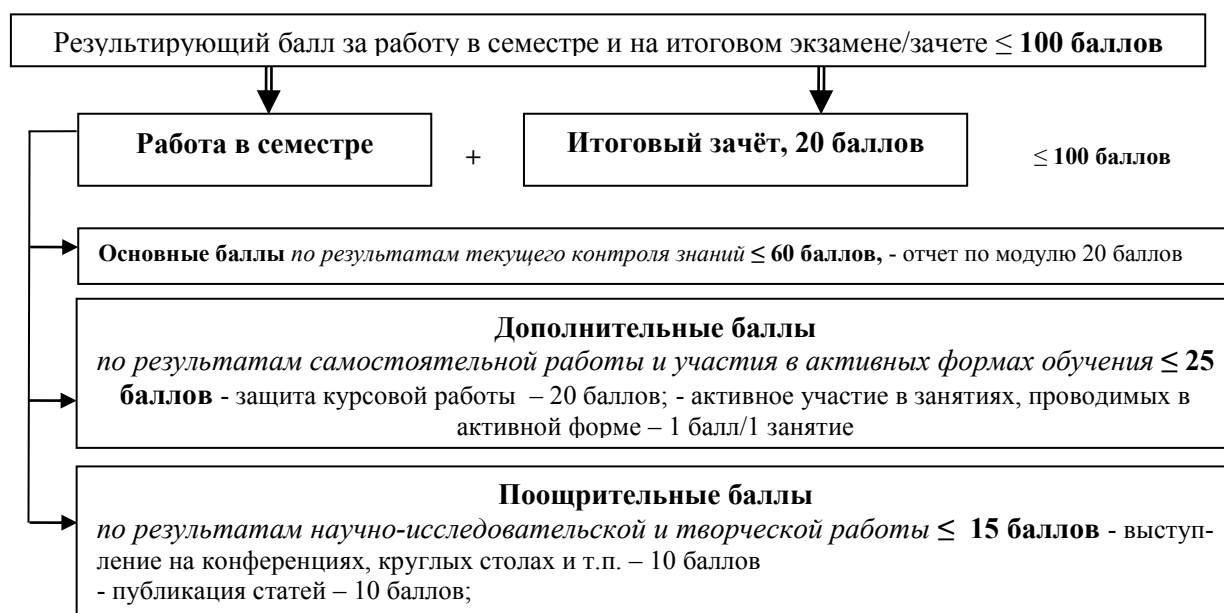 Результирующий балл за работу в семестре и на итоговом экзамене/зачете ≤ 100 баллов
Работа в семестре
+
Итоговый зачёт, 20 баллов
≤ 100 баллов
Основные баллы по результатам текущего контроля знаний ≤ 60 баллов, - отчет по модулю 20 баллов
Дополнительные баллы
по результатам самостоятельной работы и участия в активных формах обучения ≤ 25
баллов - защита курсовой работы – 20 баллов; - активное участие в занятиях, проводимых в
активной форме – 1 балл/1 занятие
Поощрительные баллы
по результатам научно-исследовательской и творческой работы ≤ 15 баллов - выступ-
ление на конференциях, круглых столах и т.п. – 10 баллов
- публикация статей – 10 баллов;